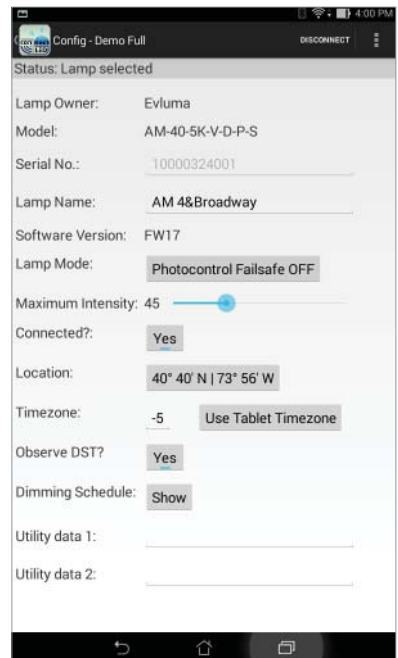 4:00 PM
Config - Demo Full DISCONNECT
Status: Lamp selected
Lamp Owner: Evluma
Model: AM-40-5K-V-D-P-S
Serial No.: 10000324001
Lamp Name: AM 4&Broadway
Software Version: FW17
Lamp Mode: Photocontrol Failsafe OFF
Maximum Intensity: 45
Connected?: Yes
Location: 40° 40' N | 73° 56' W
Timezone: -5 Use Tablet Timezone
Observe DST? Yes
Dimming Schedule: Show
Utility data 1:
Utility data 2: